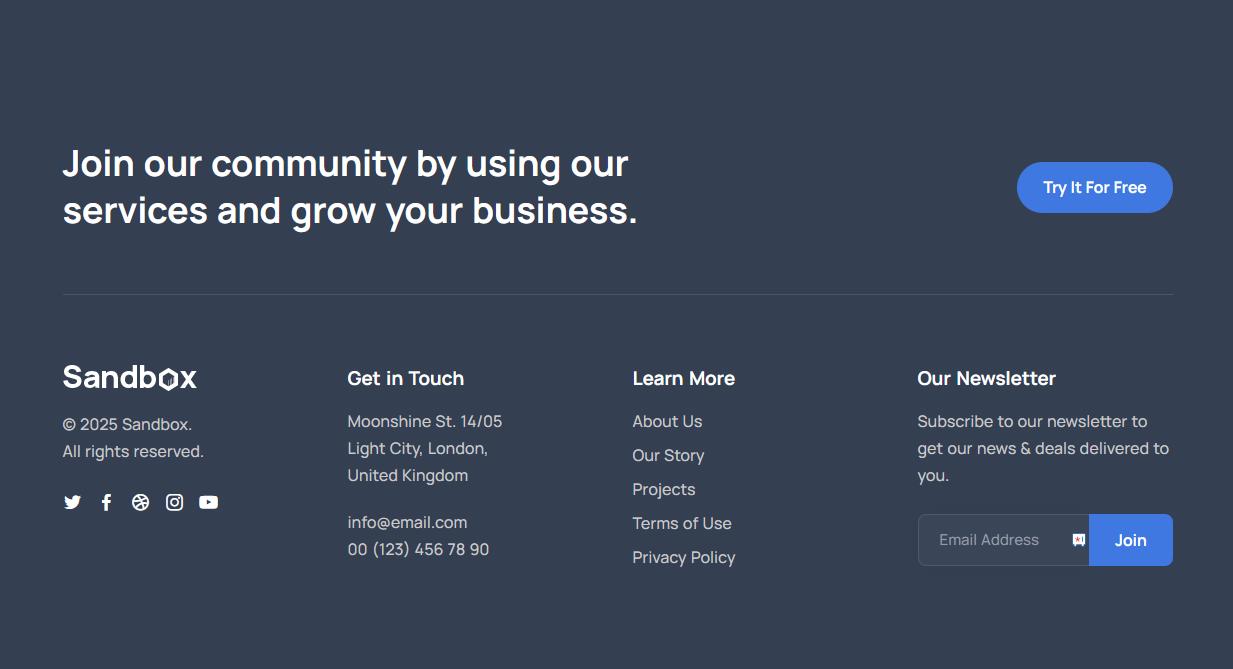 Join our community by using our
services and grow your business.
Try It For Free
Sandbox
© 2025 Sandbox.
All rights reserved.
Get in Touch
Moonshine St. 14/05
Light City, London,
United Kingdom
info@email.com
00 (123) 456 78 90
Learn More
About Us
Our Story
Projects
Terms of Use
Privacy Policy
Our Newsletter
Subscribe to our newsletter to
get our news & deals delivered to
you.
Email Address
Join